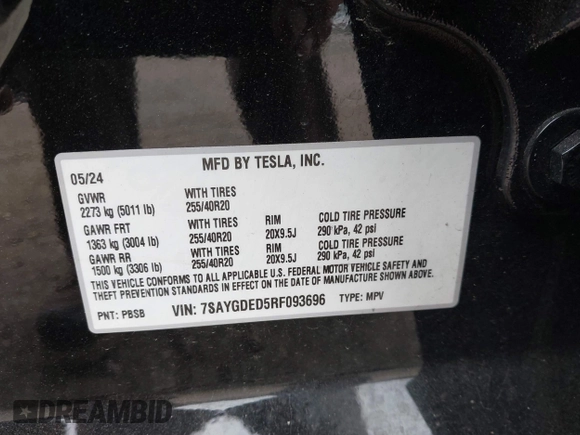 MFD BY TESLA, INC.
05/24
GVWR WITH TIRES
2273 kg (5011 lb) 255/40R20
GAWR FRT WITH TIRES RIM COLD TIRE PRESSURE
1363 kg (3004 lb) 255/40R20 20X9.5J 290 kPa, 42 psi
GAWR RR WITH TIRES RIM COLD TIRE PRESSURE
1500 kg (3306 lb) 255/40R20 20X9.5J 290 kPa, 42 psi
THIS VEHICLE CONFORMS TO ALL APPLICABLE U.S. FEDERAL MOTOR VEHICLE SAFETY AND
THEFT PREVENTION STANDARDS IN EFFECT ON THE DATE OF MANUFACTURE SHOWN ABOVE.
PNT: PBSB VIN: 7SAYGDED5RF093696 TYPE: MPV
DREAMBID